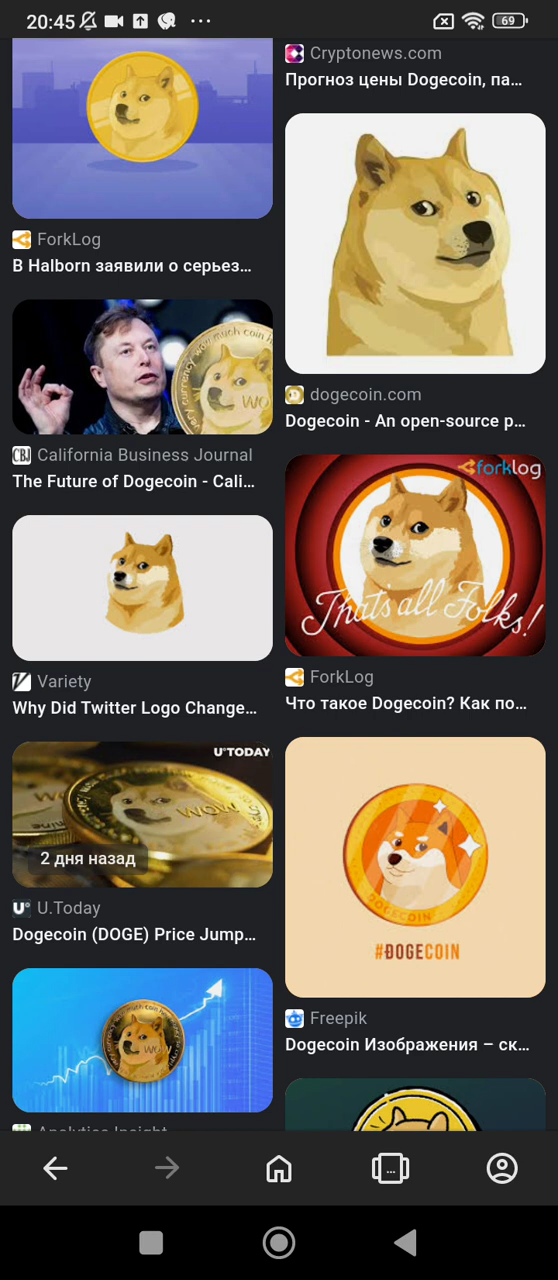 20:45
69
ForkLog
В Halborn заявили о серьез...
California Business Journal
The Future of Dogecoin - Cali...
WOW
Variety
Why Did Twitter Logo Change...
U·TODAY
WOW
2 дня назад
U.Today
Dogecoin (DOGE) Price Jump...
WOW
Cryptonews.com
Прогноз цены Dogecoin, па...
dogecoin.com
Dogecoin - An open-source p...
forklog
That's all Folks!
ForkLog
Что такое Dogecoin? Как по...
DOGECOIN
#DOGECOIN
Freepik
Dogecoin Изображения – ск...